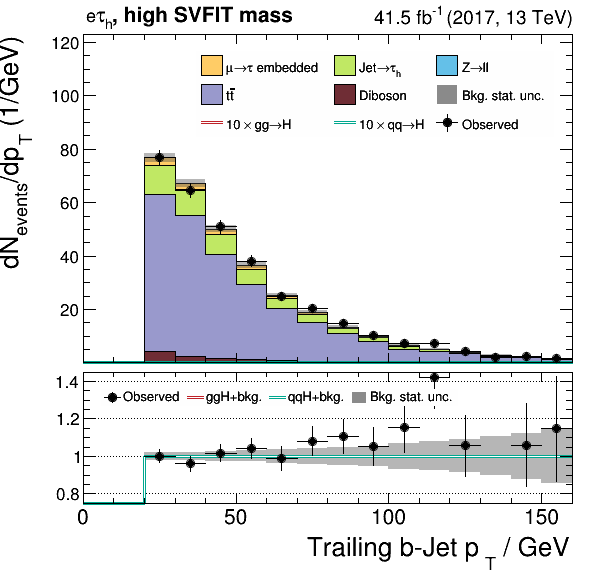 eτh, high SVFIT mass 41.5 fb-1 (2017, 13 TeV)
dNevents/dpT (1/GeV)
120
100
80
60
40
20
μ→τ embedded Jet→τh Z→ll
tt̄ Diboson Bkg. stat. unc.
10 × gg→H 10 × qq→H Observed
1.4
1.2
1
0.8
Observed ggH+bkg. qqH+bkg. Bkg. stat. unc.
0 50 100 150
Trailing b-Jet pT / GeV